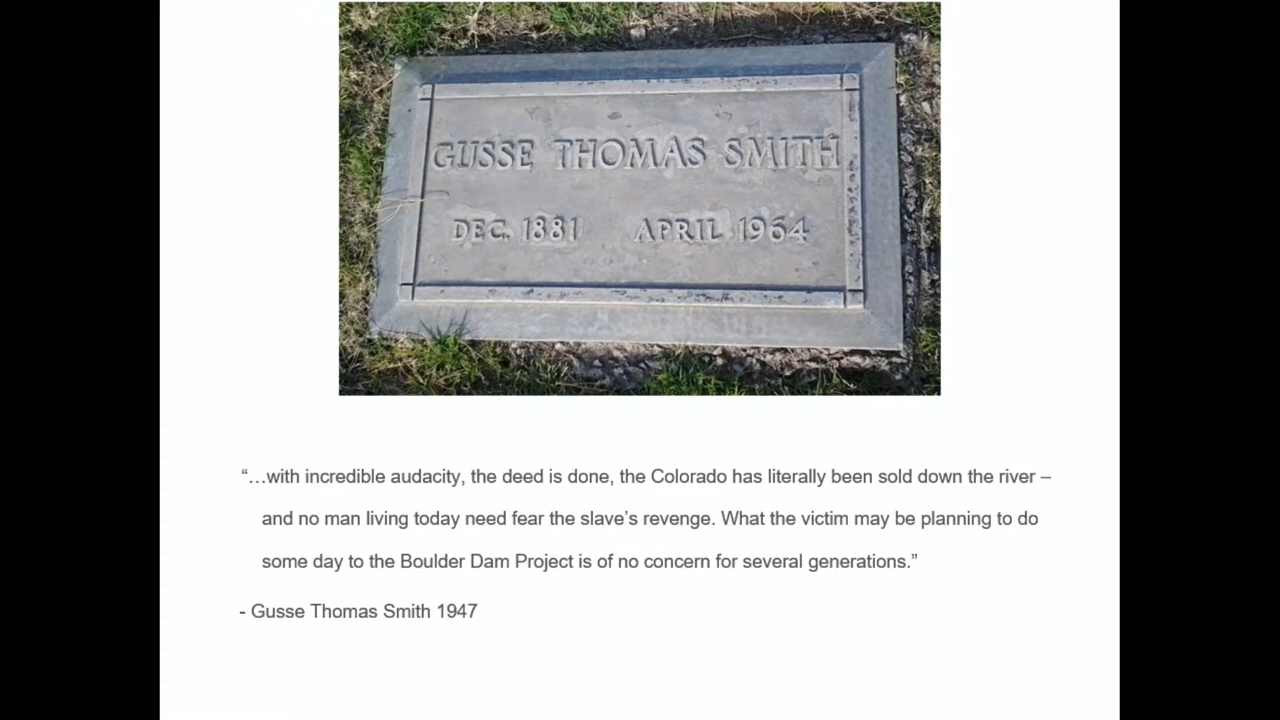 GUSSE THOMAS SMITH
DEC. 1881 APRIL 1964
“…with incredible audacity, the deed is done, the Colorado has literally been sold down the river –
and no man living today need fear the slave’s revenge. What the victim may be planning to do
some day to the Boulder Dam Project is of no concern for several generations.”
- Gusse Thomas Smith 1947